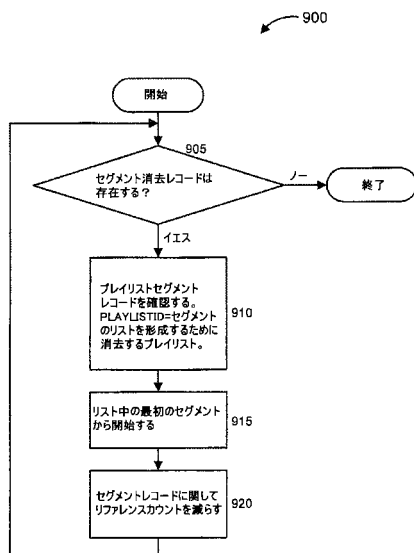 900
開始
905
セグメント消去レコードは
存在する？
ノー
終了
イエス
プレイリストセグメント
レコードを確認する。
PLAYLISTID=セグメント
のリストを形成するために
消去するプレイリスト。
910
リスト中の最初のセグメント
から開始する
915
セグメントレコードに関して
リファレンスカウントを減らす
920